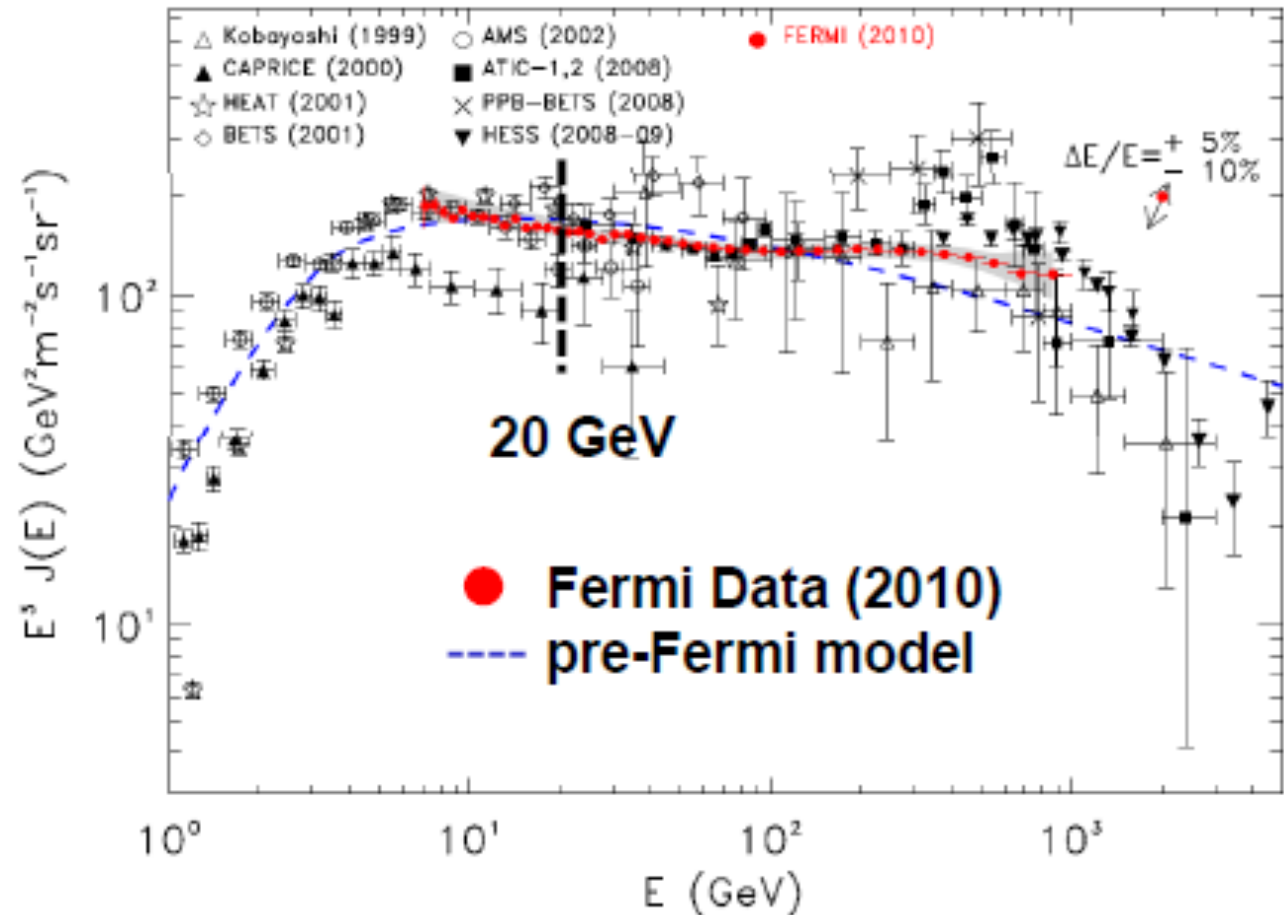 Kobayashi (1999)
CAPRICE (2000)
HEAT (2001)
BETS (2001)
AMS (2002)
ATIC-1,2 (2008)
PPB-BETS (2008)
HESS (2008-09)
FERMI (2010)
ΔE/E= + 5%
− 10%
20 GeV
Fermi Data (2010)
pre-Fermi model
E³ J(E) (GeV²m⁻²s⁻¹sr⁻¹)
10²
10¹
10⁰ 10¹ 10² 10³
E (GeV)